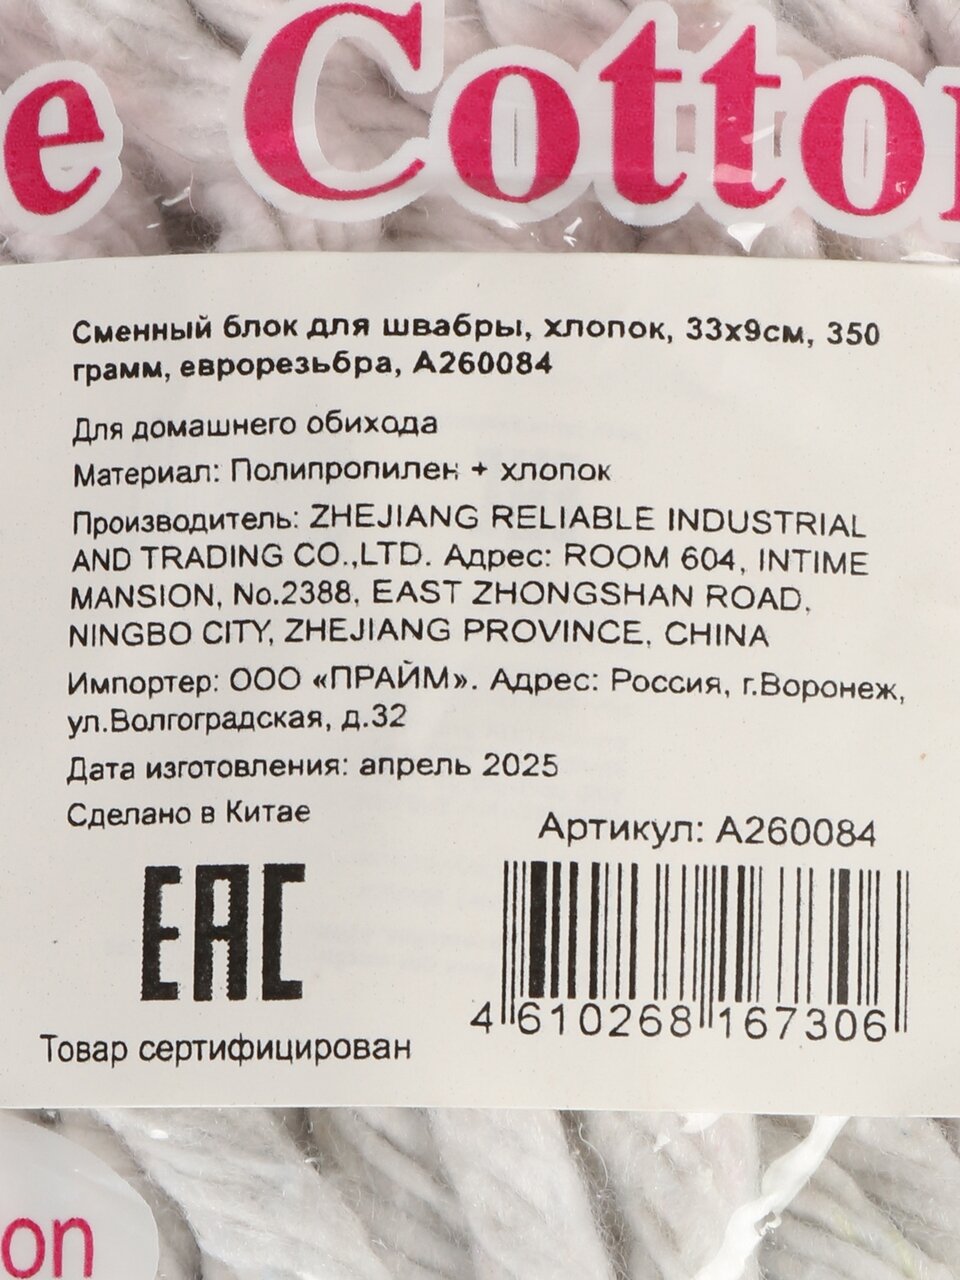 e Cotton
Сменный блок для швабры, хлопок, 33х9см, 350
грамм, еврорезьбра, А260084
Для домашнего обихода
Материал: Полипропилен + хлопок
Производитель: ZHEJIANG RELIABLE INDUSTRIAL
AND TRADING CO.,LTD. Адрес: ROOM 604, INTIME
MANSION, No.2388, EAST ZHONGSHAN ROAD,
NINGBO CITY, ZHEJIANG PROVINCE, CHINA
Импортер: ООО «ПРАЙМ». Адрес: Россия, г.Воронеж,
ул.Волгоградская, д.32
Дата изготовления: апрель 2025
Сделано в Китае
Артикул: А260084
EAC
4 610268 167306
Товар сертифицирован
on